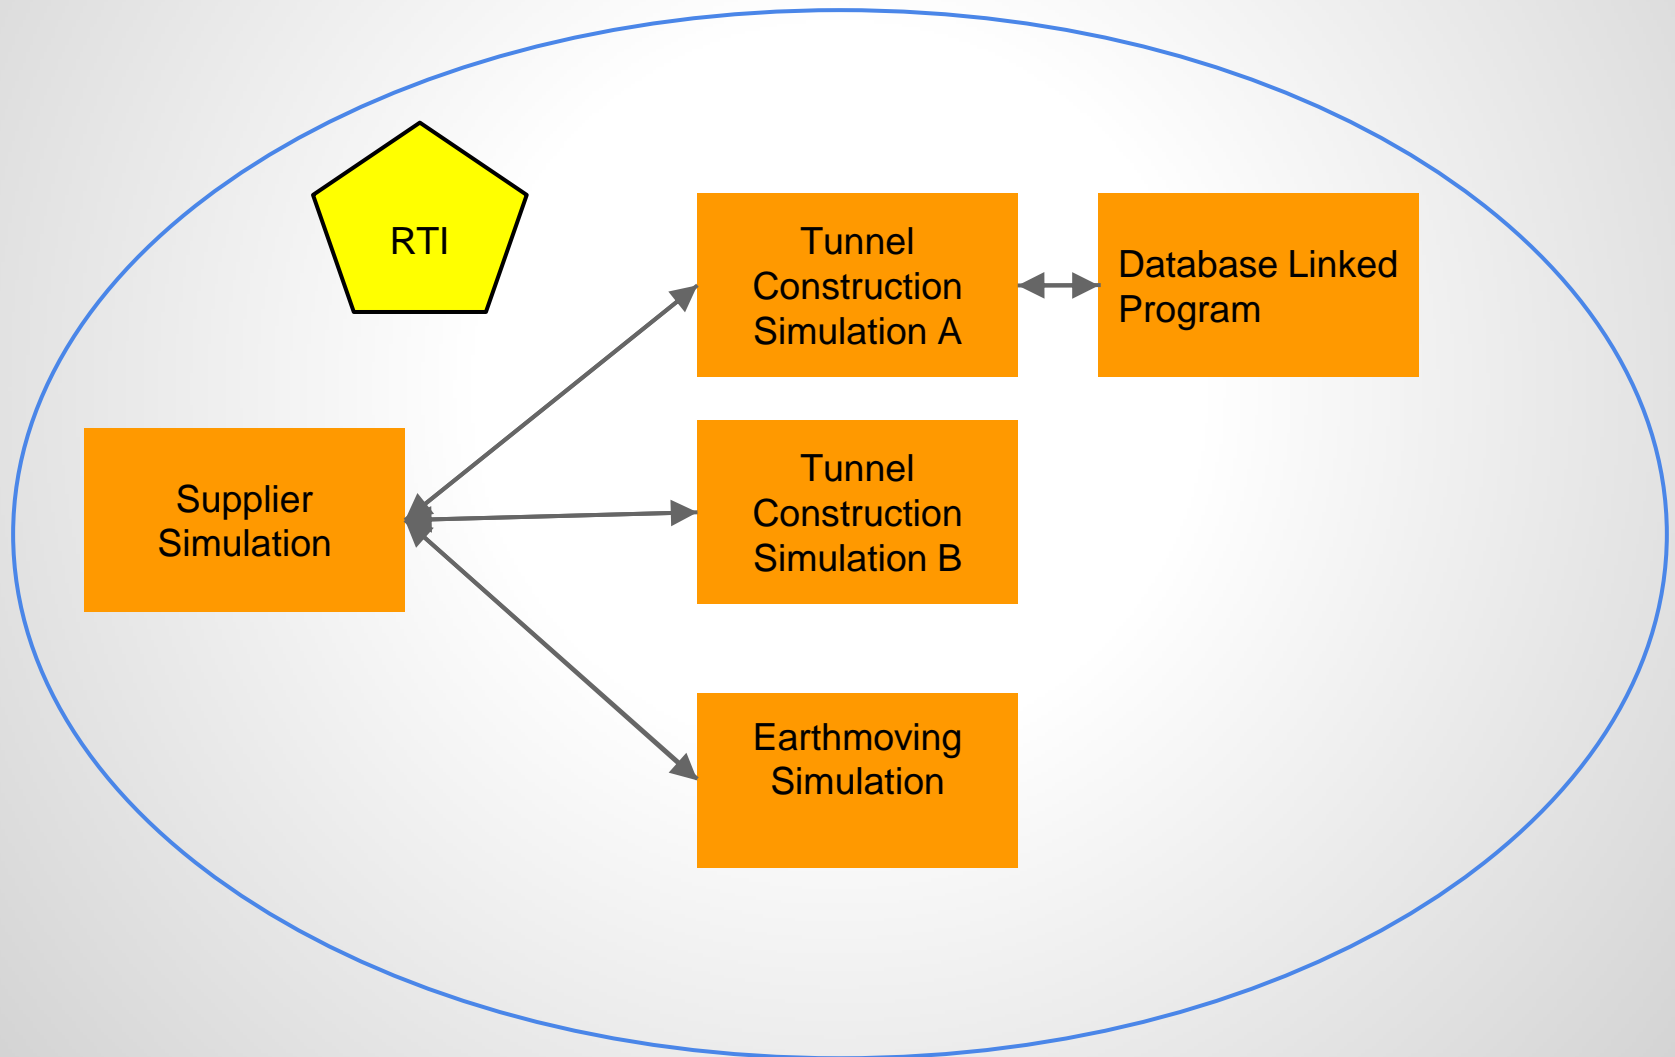 RTI
Tunnel
Construction
Simulation A
Database Linked
Program
Supplier
Simulation
Tunnel
Construction
Simulation B
Earthmoving
Simulation